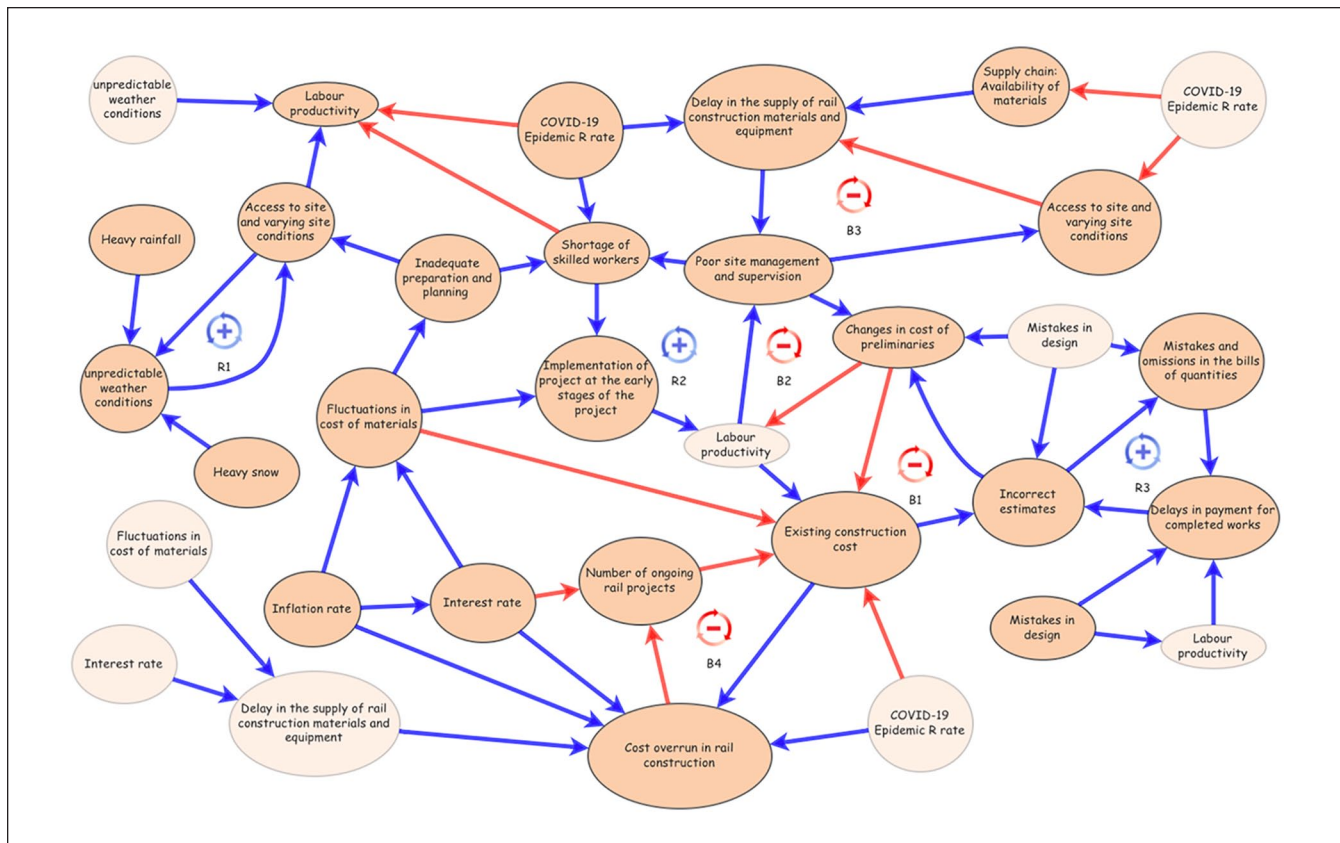 unpredictable
weather
conditions
Labour
productivity
COVID-19
Epidemic R rate
Delay in the supply of rail
construction materials and
equipment
Supply chain:
Availability of
materials
COVID-19
Epidemic R rate
Heavy rainfall
Access to site
and varying site
conditions
Inadequate
preparation and
planning
Shortage of
skilled workers
Poor site management
and supervision
B3
Access to site and
varying site
conditions
unpredictable
weather
conditions
R1
Heavy snow
Fluctuations in
cost of materials
Implementation of
project at the early
stages of the
project
R2
B2
Labour
productivity
Changes in cost of
preliminaries
Mistakes in
design
Mistakes and
omissions in the bills
of quantities
Existing construction
cost
B1
Incorrect
estimates
R3
Delays in payment for
completed works
Fluctuations in
cost of materials
Inflation rate
Interest rate
Number of ongoing
rail projects
B4
Mistakes in
design
Labour
productivity
Interest rate
Delay in the supply of rail
construction materials and
equipment
Cost overrun in rail
construction
COVID-19
Epidemic R rate